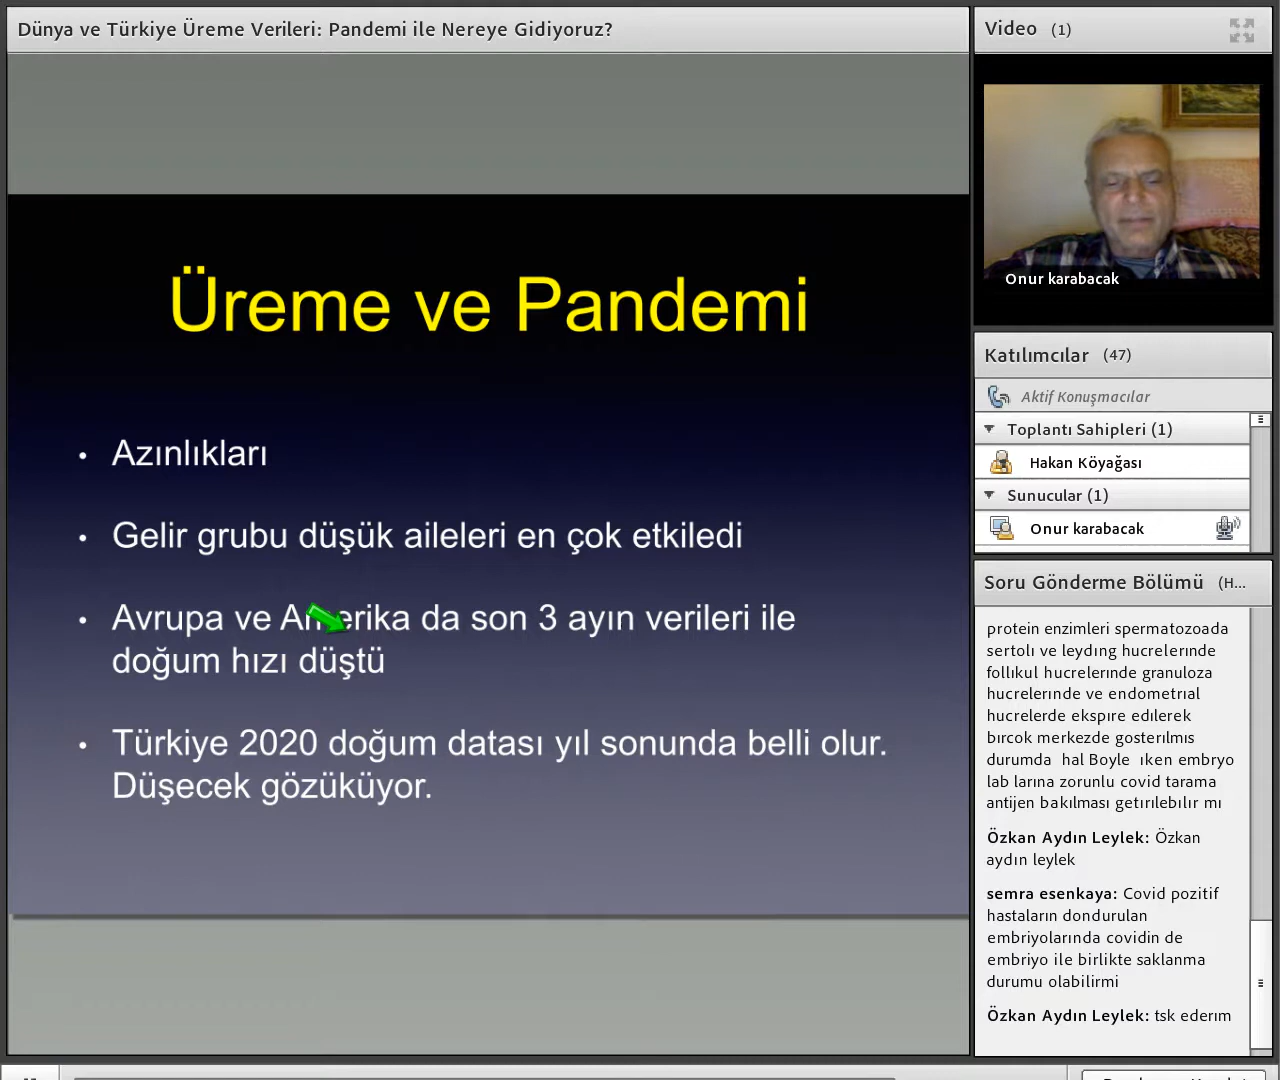 Dünya ve Türkiye Üreme Verileri: Pandemi ile Nereye Gidiyoruz?
Üreme ve Pandemi
• Azınlıkları
• Gelir grubu düşük aileleri en çok etkiledi
• Avrupa ve Amerika da son 3 ayın verileri ile
doğum hızı düştü
• Türkiye 2020 doğum datası yıl sonunda belli olur.
Düşecek gözüküyor.
Video (1)
Onur karabacak
Katılımcılar (47)
Aktif Konuşmacılar
Toplantı Sahipleri (1)
Hakan Köyağası
Sunucular (1)
Onur karabacak
Soru Gönderme Bölümü (H...
protein enzimleri spermatozoada
sertolı ve leydıng hucrelerınde
follıkul hucrelerınde granuloza
hucrelerınde ve endometrıal
hucrelerde ekspıre edilerek
bırcok merkezde gosterılmıs
durumda hal Boyle ıken embryo
lab larına zorunlu covid tarama
antijen bakılması getırılebılır mı
Özkan Aydın Leylek: Özkan
aydın leylek
semra esenkaya: Covid pozitif
hastaların dondurulan
embriyolarında covidin de
embriyo ile birlikte saklanma
durumu olabilirmi
Özkan Aydın Leylek: tsk ederım